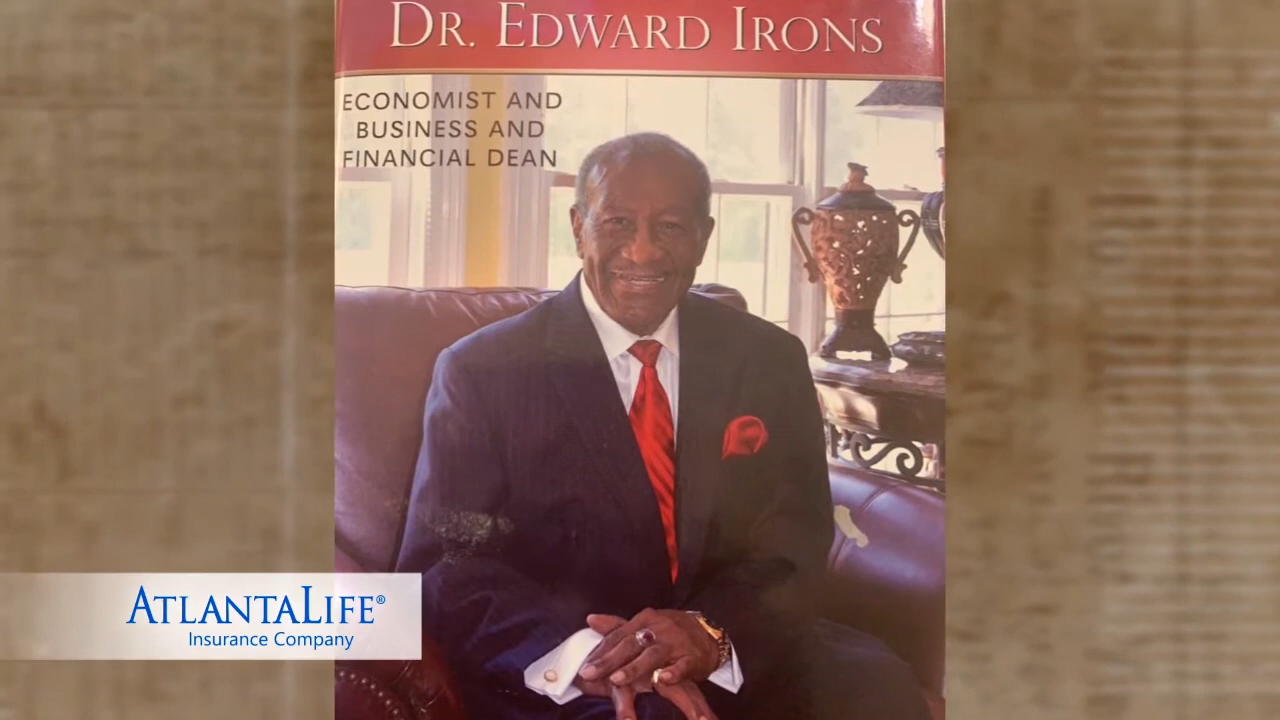 DR. EDWARD IRONS
ECONOMIST AND
BUSINESS AND
FINANCIAL DEAN
ATLANTALIFE®
Insurance Company